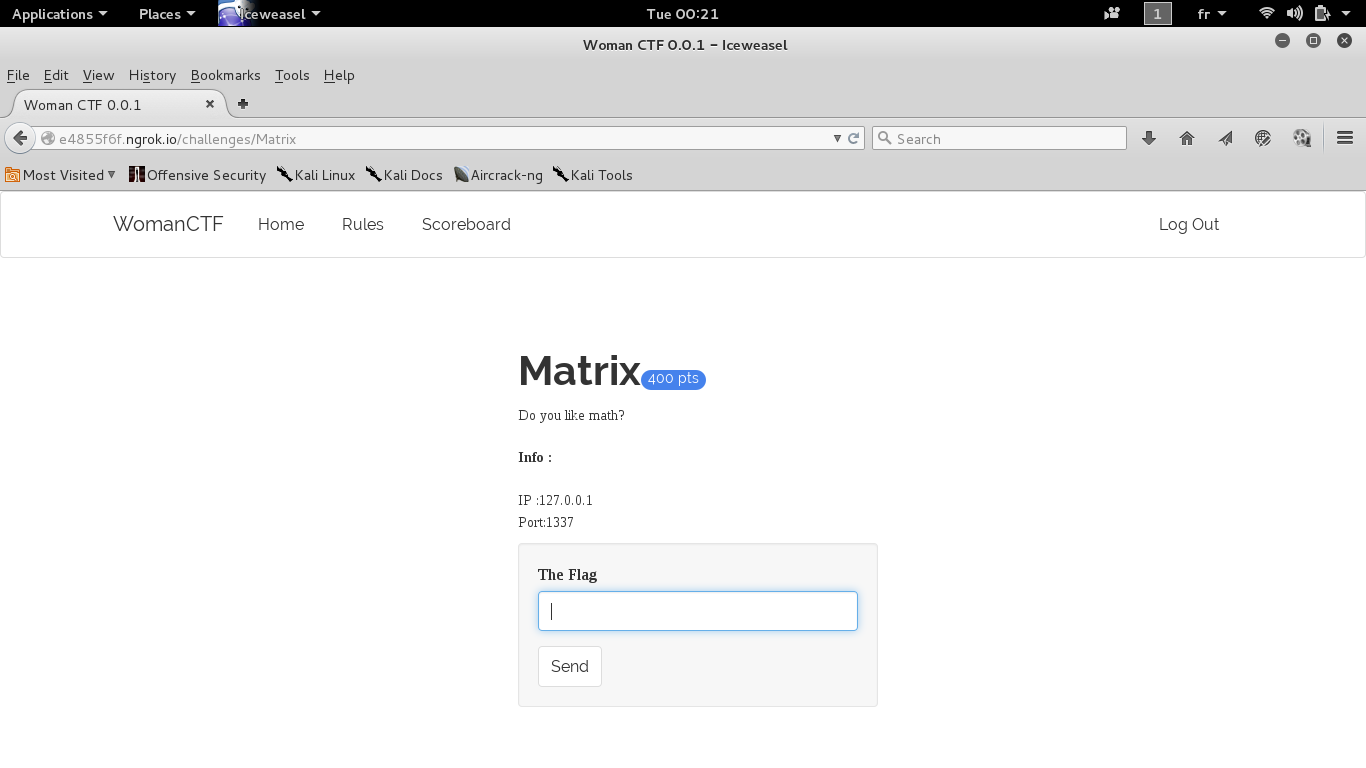 Applications Places Iceweasel Tue 00:21 1 fr
Woman CTF 0.0.1 – Iceweasel
File Edit View History Bookmarks Tools Help
Woman CTF 0.0.1
e4855f6f.ngrok.io/challenges/Matrix Search
Most Visited Offensive Security Kali Linux Kali Docs Aircrack-ng Kali Tools
WomanCTF Home Rules Scoreboard Log Out
Matrix 400 pts
Do you like math?
Info :
IP :127.0.0.1
Port:1337
The Flag
Send